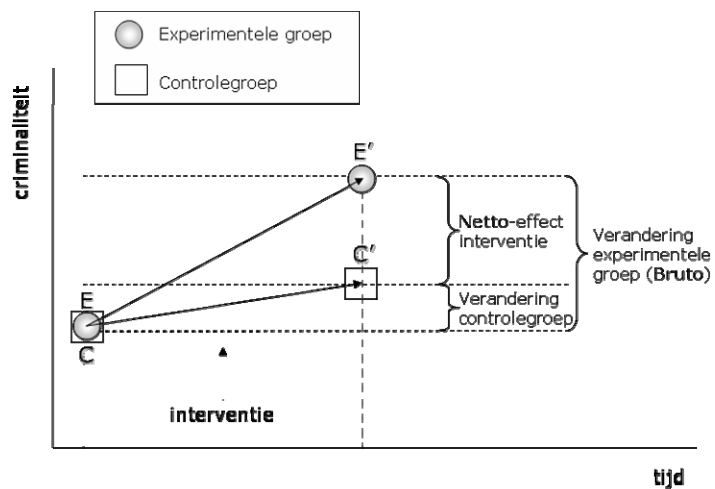 Experimentele groep
Controlegroep
criminaliteit
E′
Netto-effect
interventie
Verandering
experimentele
groep (Bruto)
C′
Verandering
controlegroep
E
C
interventie
tijd